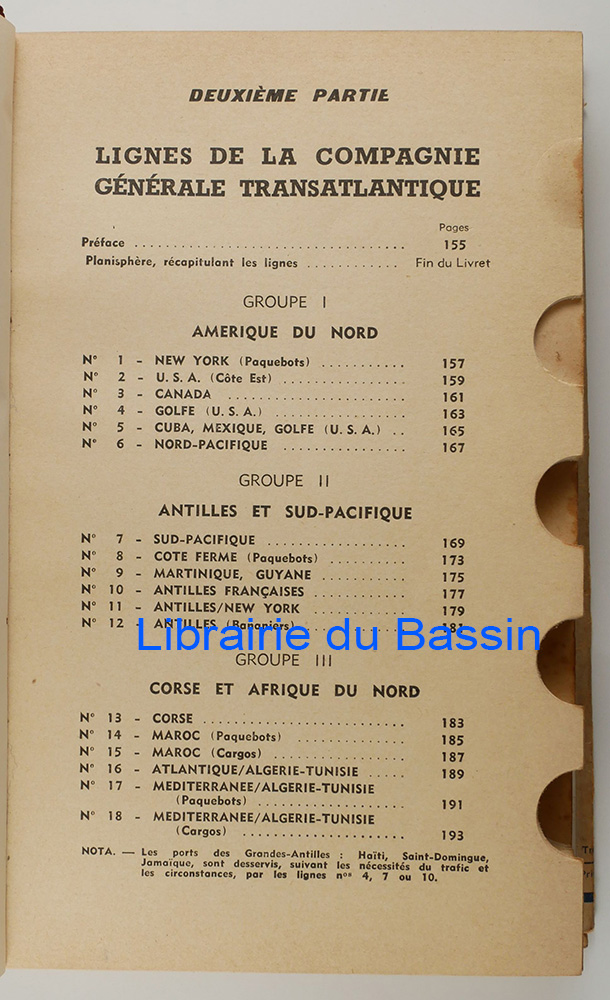 DEUXIÈME PARTIE
LIGNES DE LA COMPAGNIE
GÉNÉRALE TRANSATLANTIQUE
Pages
Préface .................................. 155
Planisphère, récapitulant les lignes ............ Fin du Livret
GROUPE I
AMERIQUE DU NORD
N° 1 - NEW YORK (Paquebots) ........... 157
N° 2 - U. S. A. (Côte Est) ................ 159
N° 3 - CANADA ....................... 161
N° 4 - GOLFE (U. S. A.) ................. 163
N° 5 - CUBA, MEXIQUE, GOLFE (U. S. A.) .. 165
N° 6 - NORD-PACIFIQUE ................ 167
GROUPE II
ANTILLES ET SUD-PACIFIQUE
N° 7 - SUD-PACIFIQUE .................. 169
N° 8 - COTE FERME (Paquebots) .......... 173
N° 9 - MARTINIQUE, GUYANE ........... 175
N° 10 - ANTILLES FRANÇAISES ............ 177
N° 11 - ANTILLES/NEW YORK ............ 179
N° 12 - ANTILLES (Bananiers) .............. 181
Librairie du Bassin
GROUPE III
CORSE ET AFRIQUE DU NORD
N° 13 - CORSE .......................... 183
N° 14 - MAROC (Paquebots) .............. 185
N° 15 - MAROC (Cargos) ................. 187
N° 16 - ATLANTIQUE/ALGERIE-TUNISIE ..... 189
N° 17 - MEDITERRANEE/ALGERIE-TUNISIE
(Paquebots) ................... 191
N° 18 - MEDITERRANEE/ALGERIE-TUNISIE
(Cargos) ..................... 193
NOTA. — Les ports des Grandes-Antilles : Haïti, Saint-Domingue,
Jamaïque, sont desservis, suivant les nécessités du trafic et
les circonstances, par les lignes nos 4, 7 ou 10.